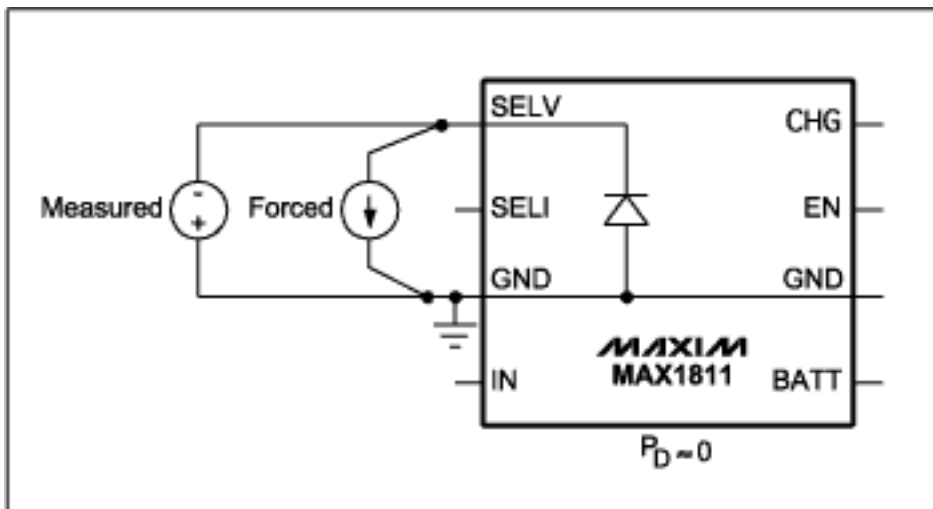 SELV
CHG
-
Measured
+
Forced
SELI
EN
GND
GND
MAXIM
MAX1811
IN
BATT
PD ~ 0